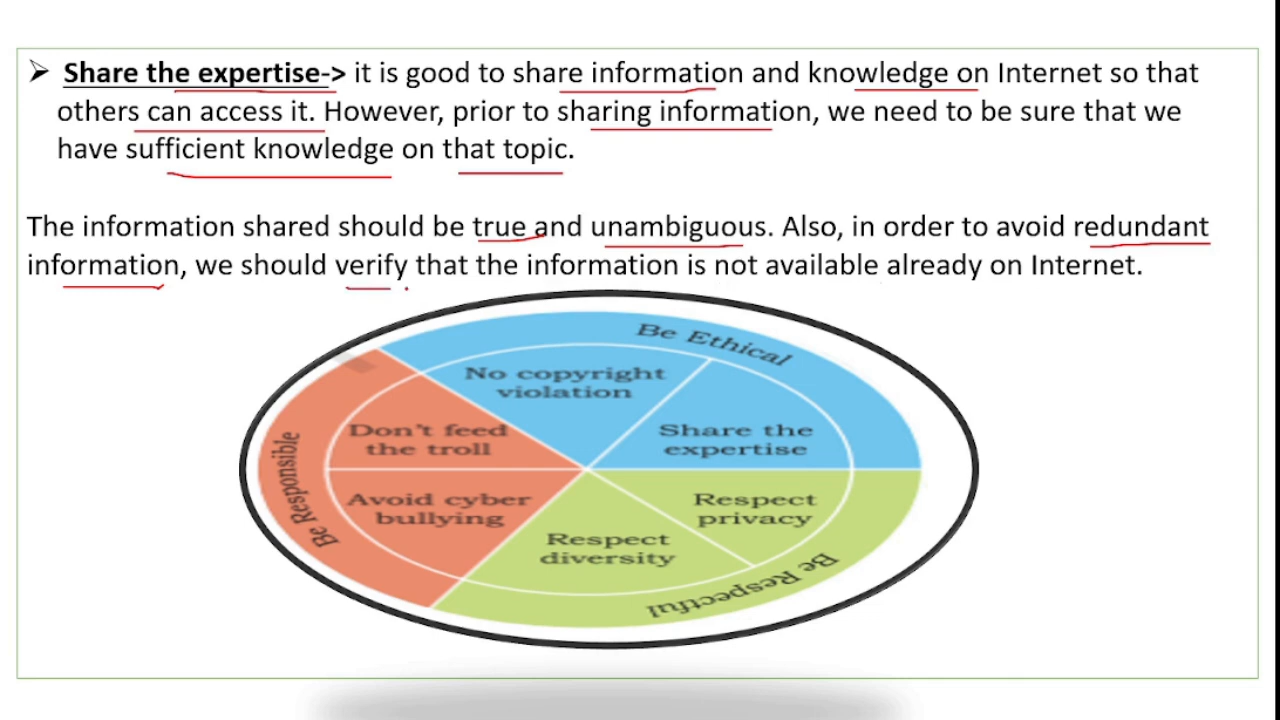 ➤ Share the expertise-> it is good to share information and knowledge on Internet so that
others can access it. However, prior to sharing information, we need to be sure that we
have sufficient knowledge on that topic.
The information shared should be true and unambiguous. Also, in order to avoid redundant
information, we should verify that the information is not available already on Internet.
Be Ethical
No copyright
violation
Share the
expertise
Be Responsible
Don't feed
the troll
Avoid cyber
bullying
Respect
privacy
Respect
diversity
Be Respectful